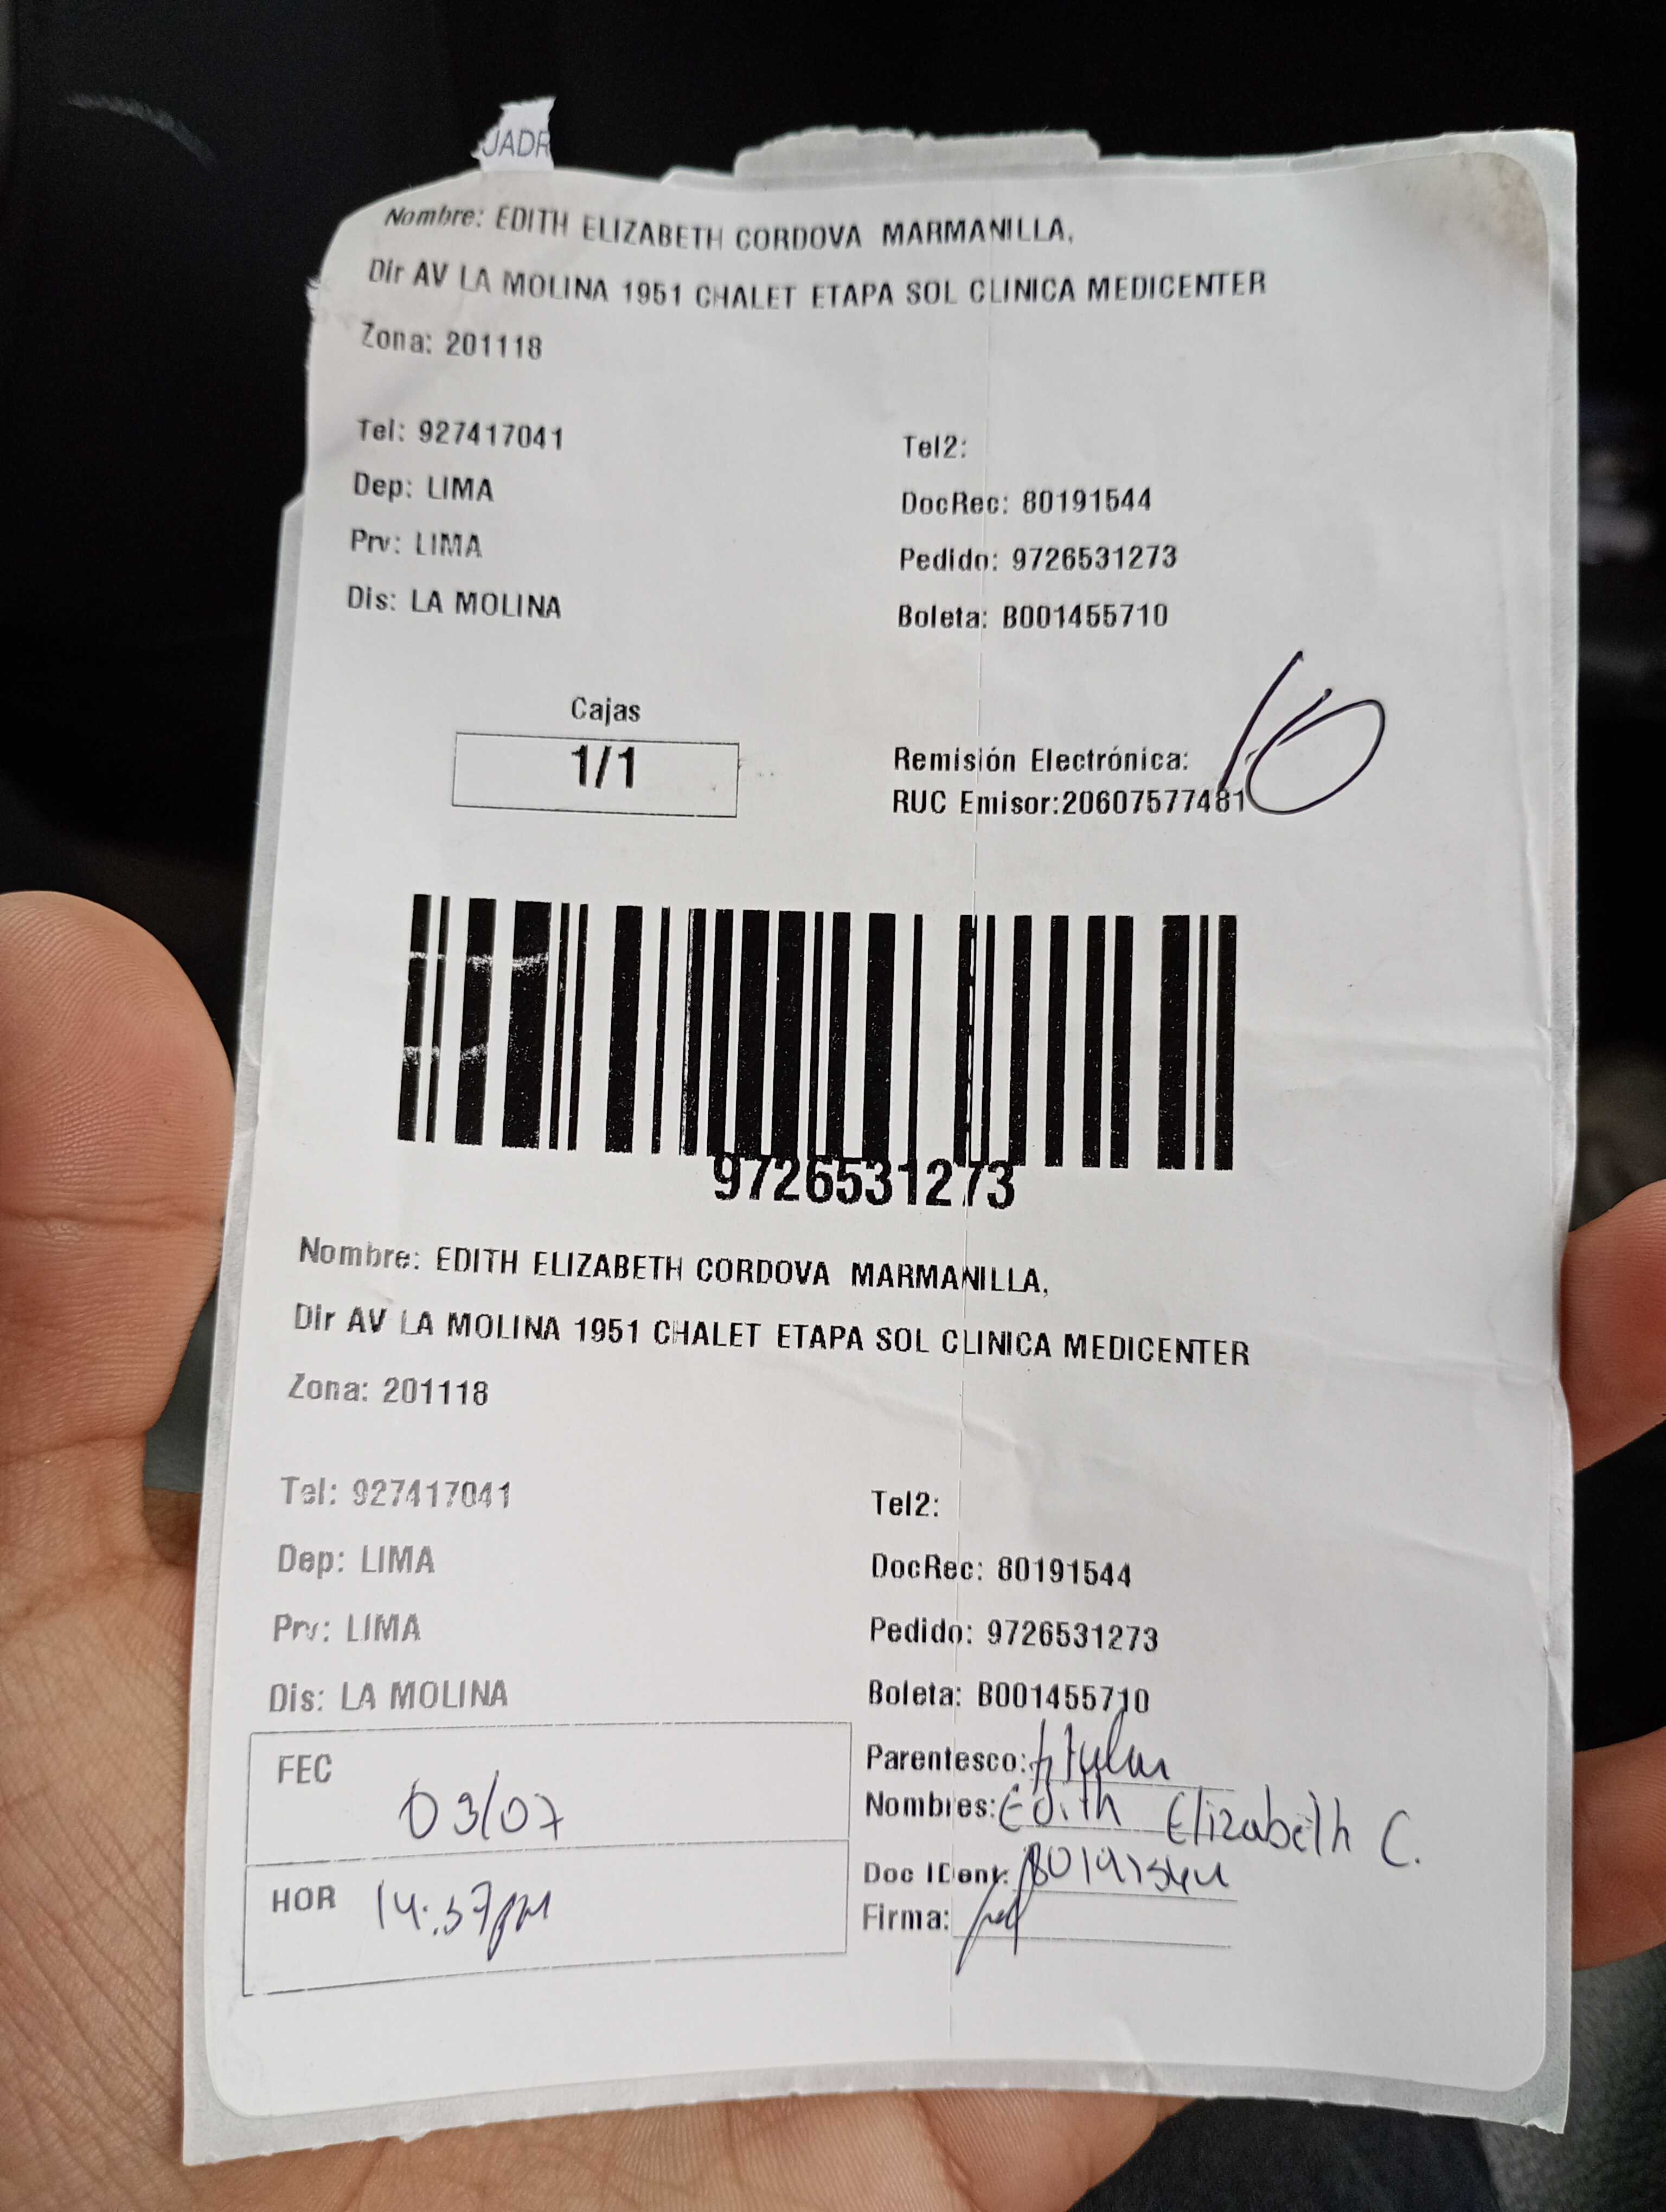 JADR
Nombre: EDITH ELIZABETH CORDOVA MARMANILLA,
Dir AV LA MOLINA 1951 CHALET ETAPA SOL CLINICA MEDICENTER
Zona: 201118
Tel: 927417041 Tel2:
Dep: LIMA DocRec: 80191544
Prv: LIMA Pedido: 9726531273
Dis: LA MOLINA Boleta: B001455710
Cajas
1/1
Remisión Electrónica:
RUC Emisor:20607577481
10
9726531273
Nombre: EDITH ELIZABETH CORDOVA MARMANILLA,
Dir AV LA MOLINA 1951 CHALET ETAPA SOL CLINICA MEDICENTER
Zona: 201118
Tel: 927417041 Tel2:
Dep: LIMA DocRec: 80191544
Prv: LIMA Pedido: 9726531273
Dis: LA MOLINA Boleta: B001455710
FEC 03/07
HOR 14:37pm
Parentesco: titular
Nombres: Edith Elizabeth C.
Doc IDent: 80191544
Firma: